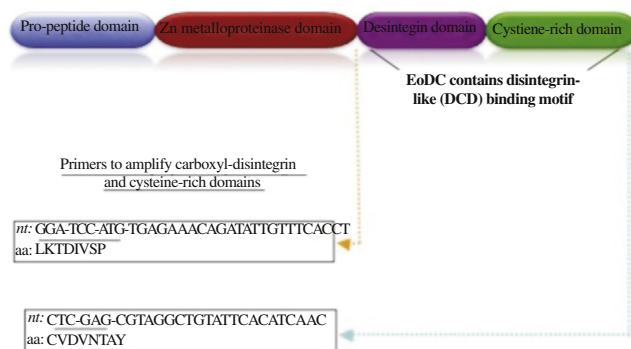 Pro-peptide domain Zn metalloproteinase domain Desintegin domain Cystiene-rich domain
EoDC contains disintegrin-
like (DCD) binding motif
Primers to amplify carboxyl-disintegrin
and cysteine-rich domains
nt: GGA-TCC-ATG-TGAGAAACAGATATTGTTTCACCT
aa: LKTDIVSP
nt: CTC-GAG-CGTAGGCTGTATTCACATCAAC
aa: CVDVNTAY